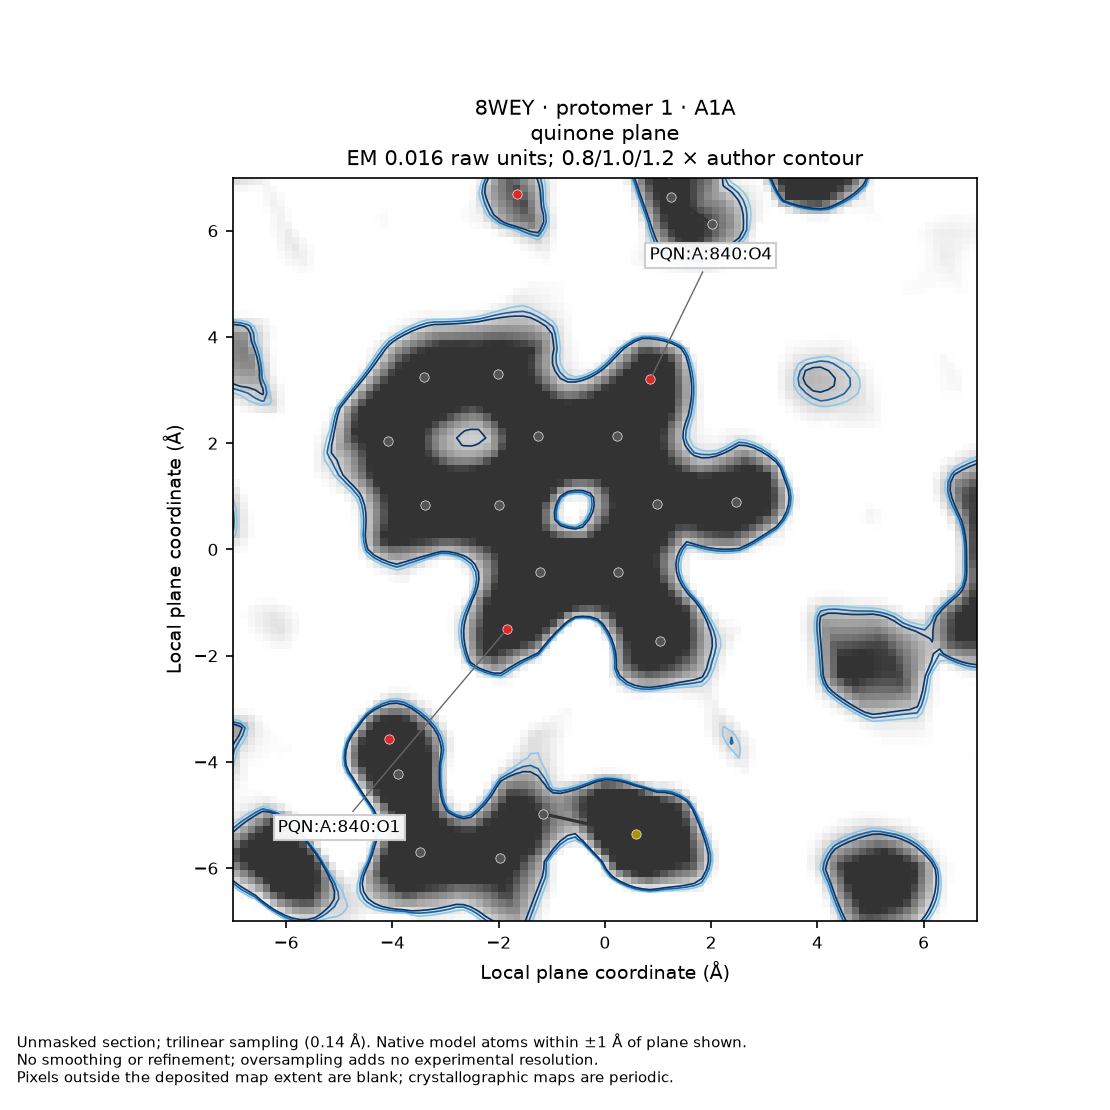 8WEY · protomer 1 · A1A
quinone plane
EM 0.016 raw units; 0.8/1.0/1.2 × author contour
PQN:A:840:O4
PQN:A:840:O1
Local plane coordinate (Å)
6
4
2
0
−2
−4
−6
−6 −4 −2 0 2 4 6
Local plane coordinate (Å)
Unmasked section; trilinear sampling (0.14 Å). Native model atoms within ±1 Å of plane shown.
No smoothing or refinement; oversampling adds no experimental resolution.
Pixels outside the deposited map extent are blank; crystallographic maps are periodic.